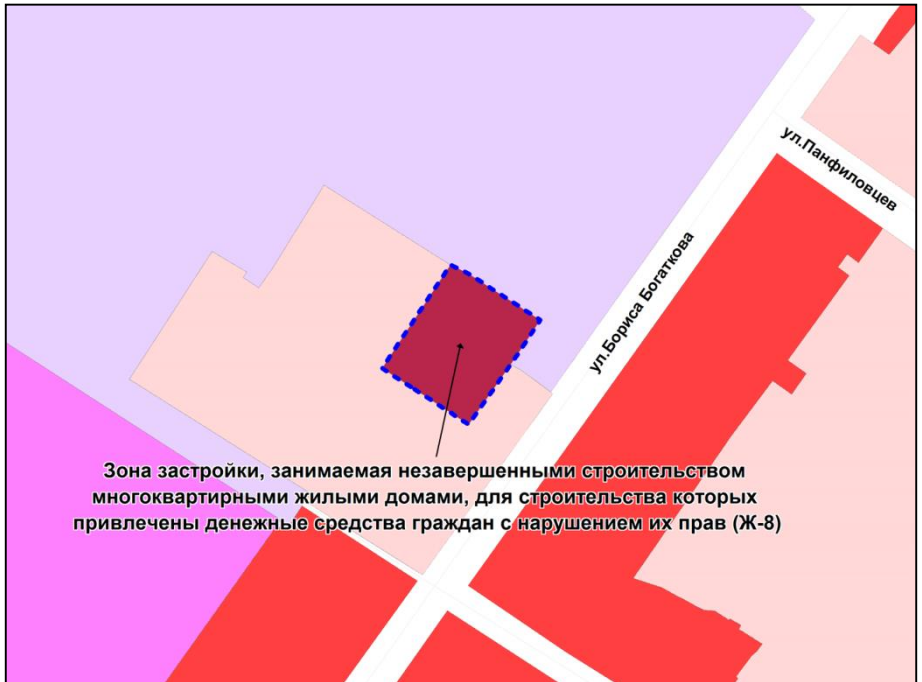 ул.Панфиловцев
ул.Бориса Богаткова
Зона застройки, занимаемая незавершенными строительством
многоквартирными жилыми домами, для строительства которых
привлечены денежные средства граждан с нарушением их прав (Ж-8)